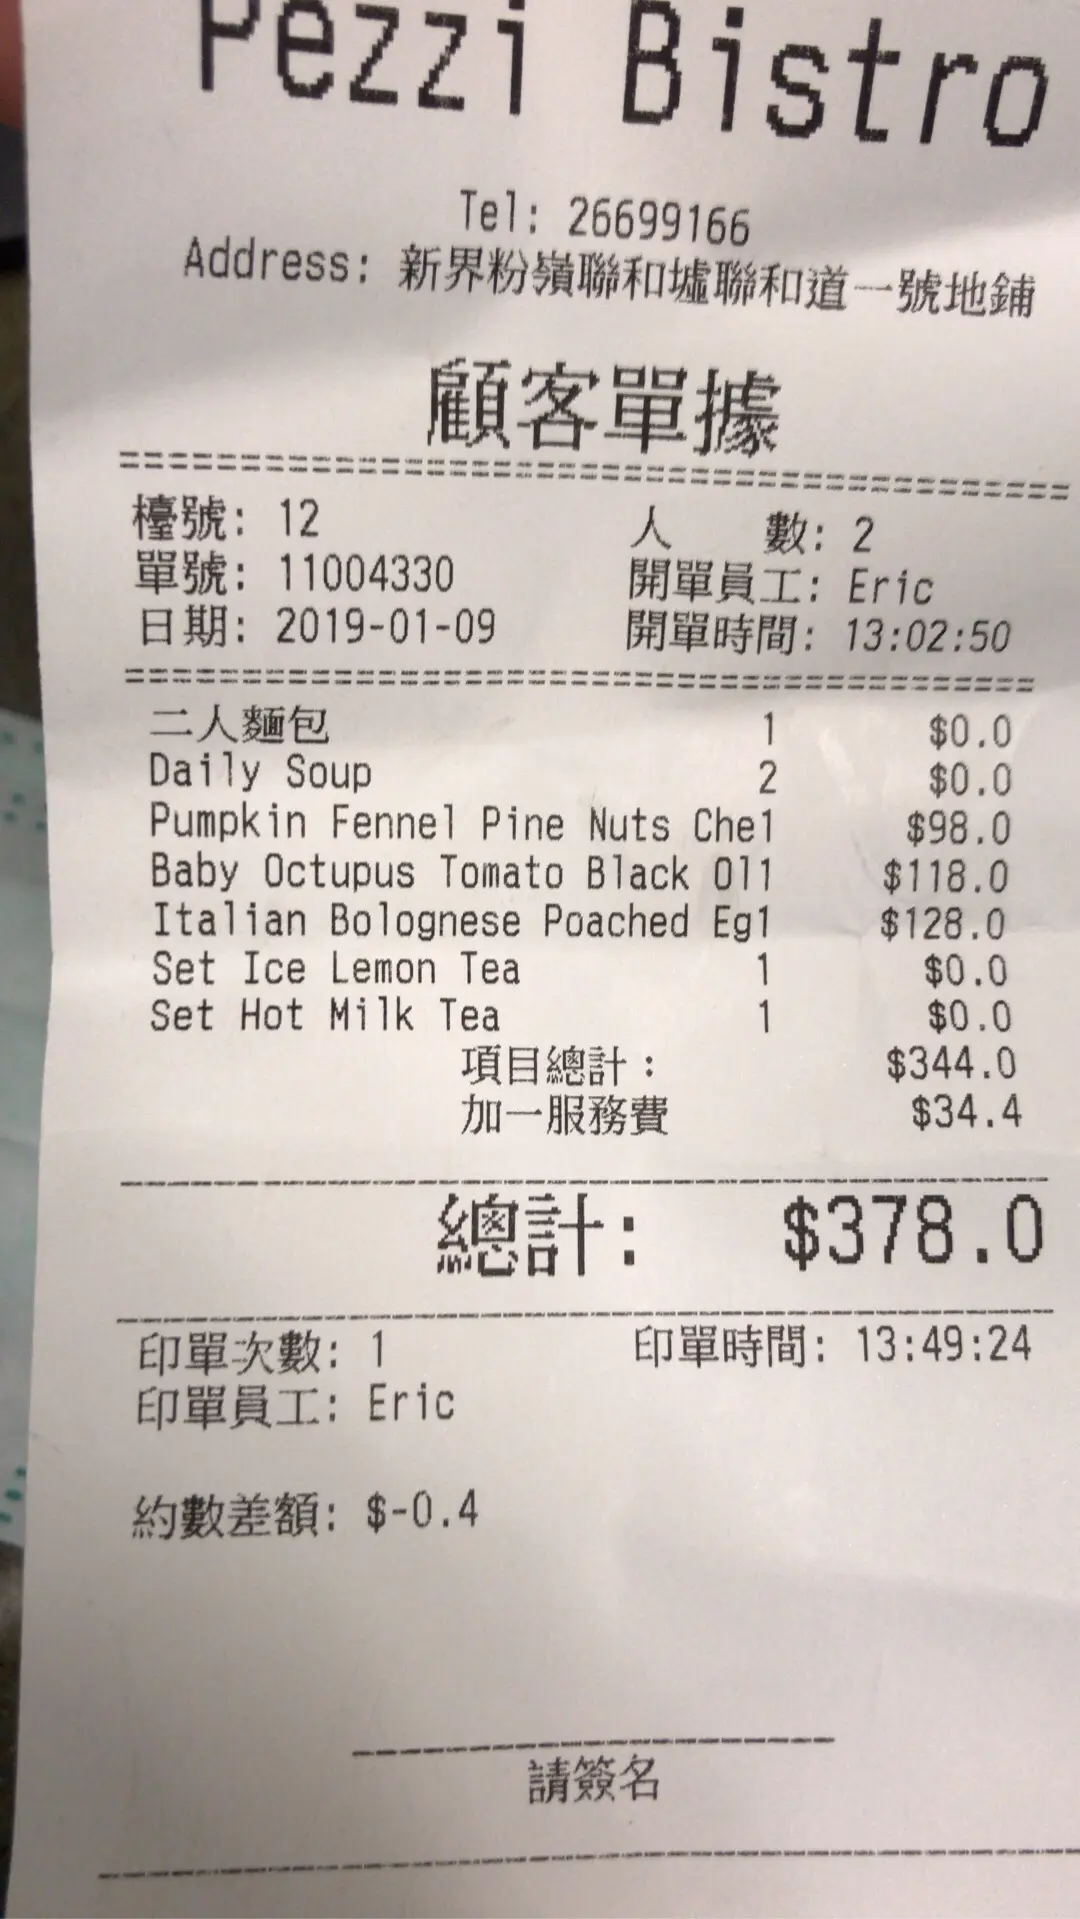 Pezzi Bistro
Tel: 26699166
Address: 新界粉嶺聯和墟聯和道一號地鋪
顧客單據
檯號: 12 人 數: 2
單號: 11004330 開單員工: Eric
日期: 2019-01-09 開單時間: 13:02:50
二人麵包 1 $0.0
Daily Soup 2 $0.0
Pumpkin Fennel Pine Nuts Che1 $98.0
Baby Octupus Tomato Black Ol1 $118.0
Italian Bolognese Poached Eg1 $128.0
Set Ice Lemon Tea 1 $0.0
Set Hot Milk Tea 1 $0.0
項目總計: $344.0
加一服務費 $34.4
總計: $378.0
印單次數: 1 印單時間: 13:49:24
印單員工: Eric
約數差額: $-0.4
請簽名